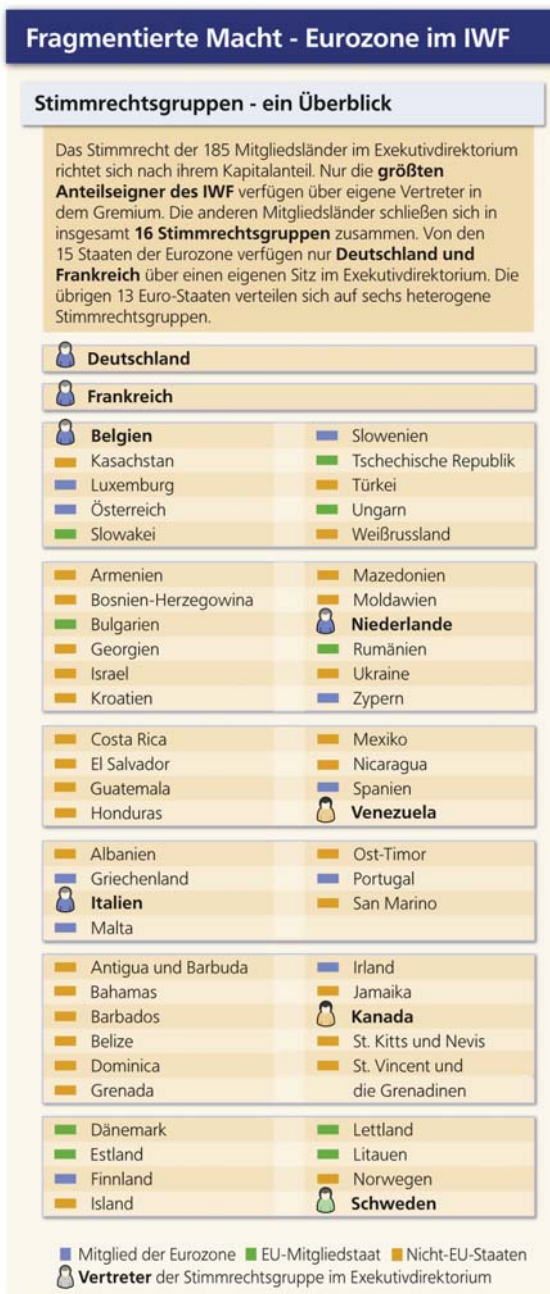 Fragmentierte Macht - Eurozone im IWF
Stimmrechtsgruppen - ein Überblick
Das Stimmrecht der 185 Mitgliedsländer im Exekutivdirektorium
richtet sich nach ihrem Kapitalanteil. Nur die größten
Anteilseigner des IWF verfügen über eigene Vertreter in
dem Gremium. Die anderen Mitgliedsländer schließen sich in
insgesamt 16 Stimmrechtsgruppen zusammen. Von den
15 Staaten der Eurozone verfügen nur Deutschland und
Frankreich über einen eigenen Sitz im Exekutivdirektorium. Die
übrigen 13 Euro-Staaten verteilen sich auf sechs heterogene
Stimmrechtsgruppen.
Deutschland
Frankreich
Belgien
Kasachstan
Luxemburg
Österreich
Slowakei
Slowenien
Tschechische Republik
Türkei
Ungarn
Weißrussland
Armenien
Bosnien-Herzegowina
Bulgarien
Georgien
Israel
Kroatien
Mazedonien
Moldawien
Niederlande
Rumänien
Ukraine
Zypern
Costa Rica
El Salvador
Guatemala
Honduras
Mexiko
Nicaragua
Spanien
Venezuela
Albanien
Griechenland
Italien
Malta
Ost-Timor
Portugal
San Marino
Antigua und Barbuda
Bahamas
Barbados
Belize
Dominica
Grenada
Irland
Jamaika
Kanada
St. Kitts und Nevis
St. Vincent und
die Grenadinen
Dänemark
Estland
Finnland
Island
Lettland
Litauen
Norwegen
Schweden
Mitglied der Eurozone EU-Mitgliedstaat Nicht-EU-Staaten
Vertreter der Stimmrechtsgruppe im Exekutivdirektorium